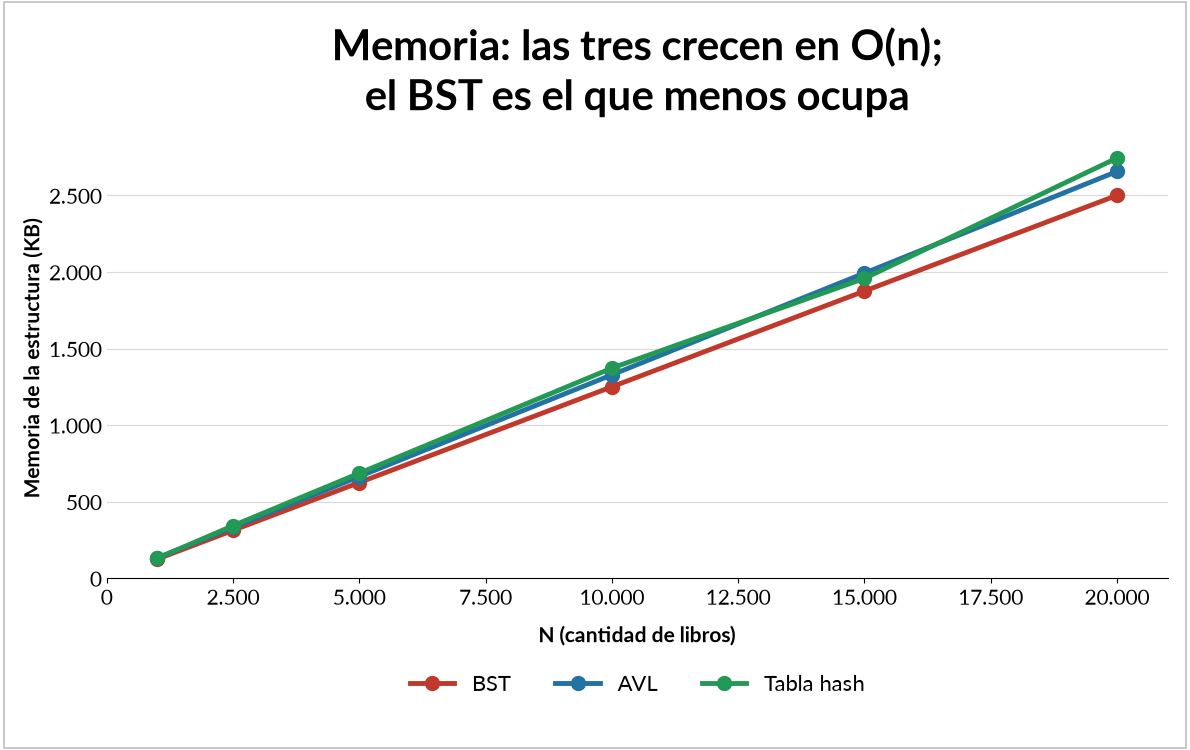 Memoria: las tres crecen en O(n);
el BST es el que menos ocupa
Memoria de la estructura (KB)
2.500
2.000
1.500
1.000
500
0
0 2.500 5.000 7.500 10.000 12.500 15.000 17.500 20.000
N (cantidad de libros)
BST AVL Tabla hash